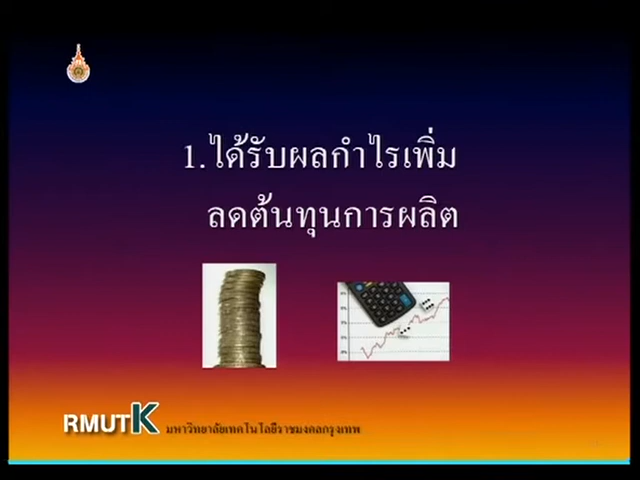 1.ได้รับผลกำไรเพิ่ม
ลดต้นทุนการผลิต
RMUTK มหาวิทยาลัยเทคโนโลยีราชมงคลกรุงเทพ